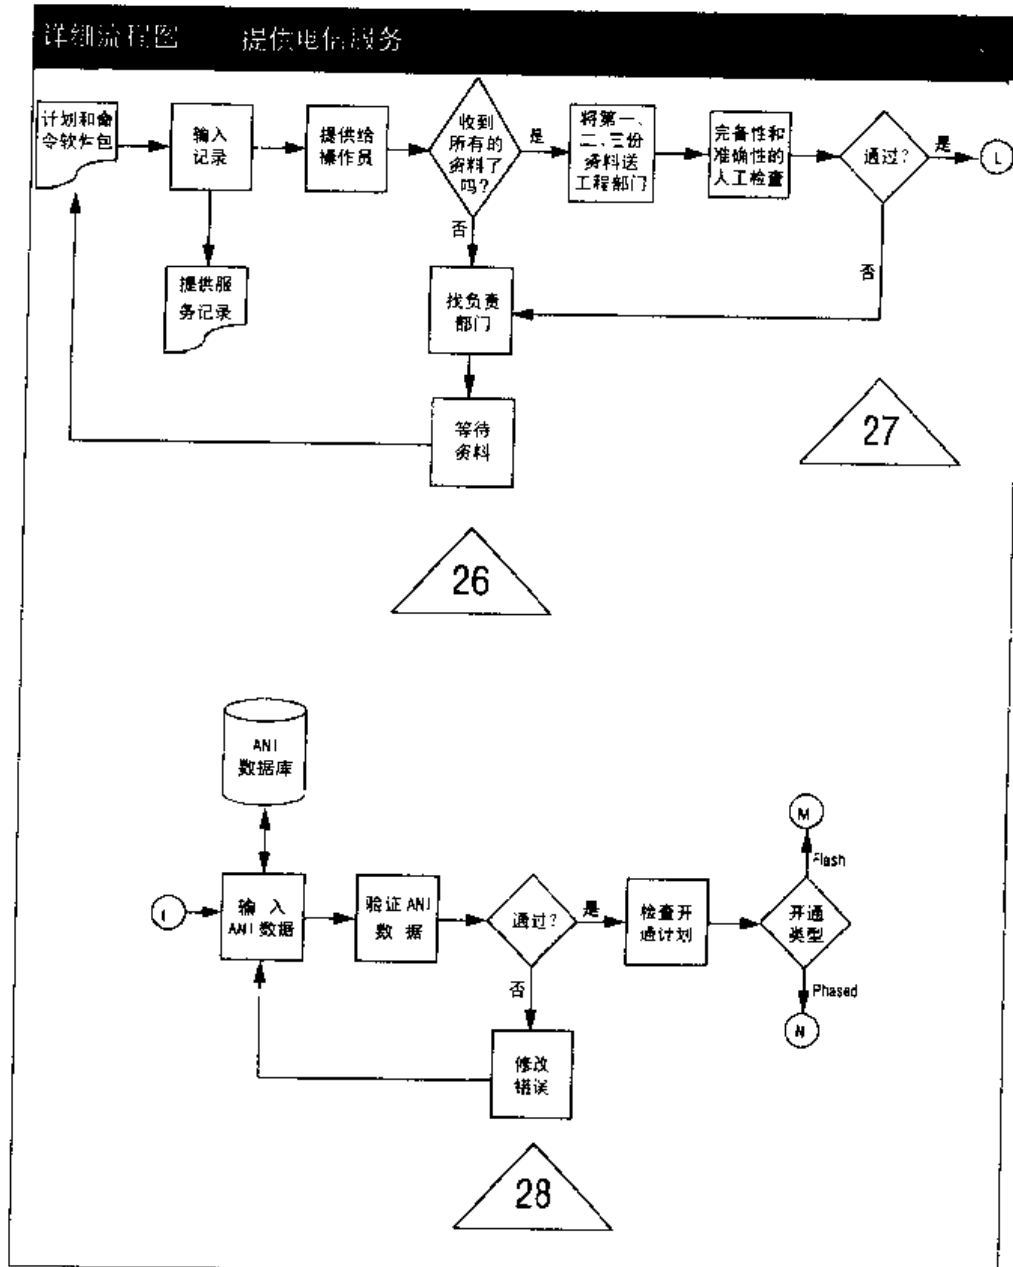 详细流程图 提供电信服务
计划和命
令软件包
输入
记录
提供给
操作员
收到
所有的
资料了
吗?
是
将第一、
二、三份
资料送
工程部门
完备性和
准确性的
人工检查
通过?
是
L
否
否
提供服
务记录
找负责
部门
等待
资料
27
26
ANI
数据库
M
Flash
L
输 入
ANI 数据
验证 ANI
数 据
通过?
是
检查开
通计划
开通
类型
否
Phased
N
修改
错误
28